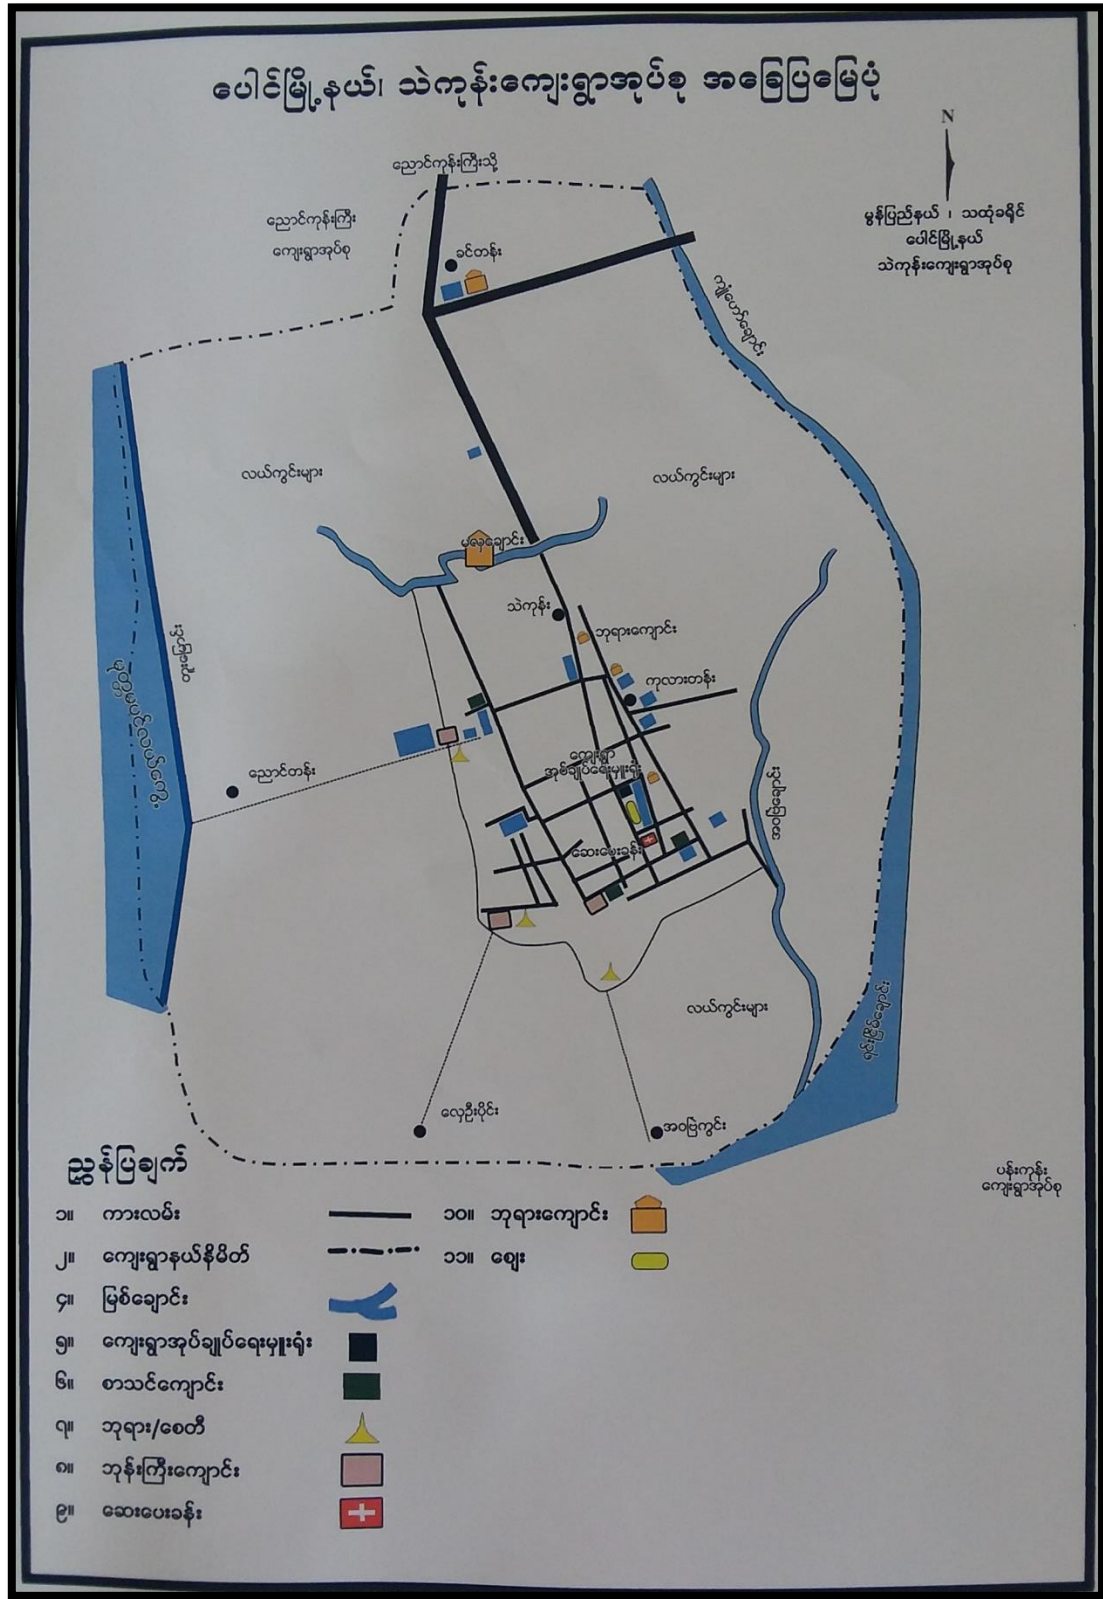 ပေါင်မြို့နယ်၊ သဲကုန်းကျေးရွာအုပ်စု အခြေပြမြေပုံ
N
မွန်ပြည်နယ် ၊ သထုံခရိုင်
ပေါင်မြို့နယ်
သဲကုန်းကျေးရွာအုပ်စု
ညောင်ကုန်းကြီးသို့
ညောင်ကုန်းကြီး
ကျေးရွာအုပ်စု
ခင်တန်း
လယ်ကွင်းများ
လယ်ကွင်းများ
သဲကုန်း
ဘုရားကျောင်း
ကုလားတန်း
ညောင်တန်း
ကျေးရွာ
အုပ်ချုပ်ရေးမှူးရုံး
ဆေးပေးခန်း
လယ်ကွင်းများ
လှေဦးပိုင်း
အဝဗြဲကွင်း
ပန်းကုန်း
ကျေးရွာအုပ်စု
ညွှန်ပြချက်
၁။ ကားလမ်း
၂။ ကျေးရွာနယ်နိမိတ်
၄။ မြစ်ချောင်း
၅။ ကျေးရွာအုပ်ချုပ်ရေးမှူးရုံး
၆။ စာသင်ကျောင်း
၇။ ဘုရား/စေတီ
၈။ ဘုန်းကြီးကျောင်း
၉။ ဆေးပေးခန်း
၁၀။ ဘုရားကျောင်း
၁၁။ ဈေး